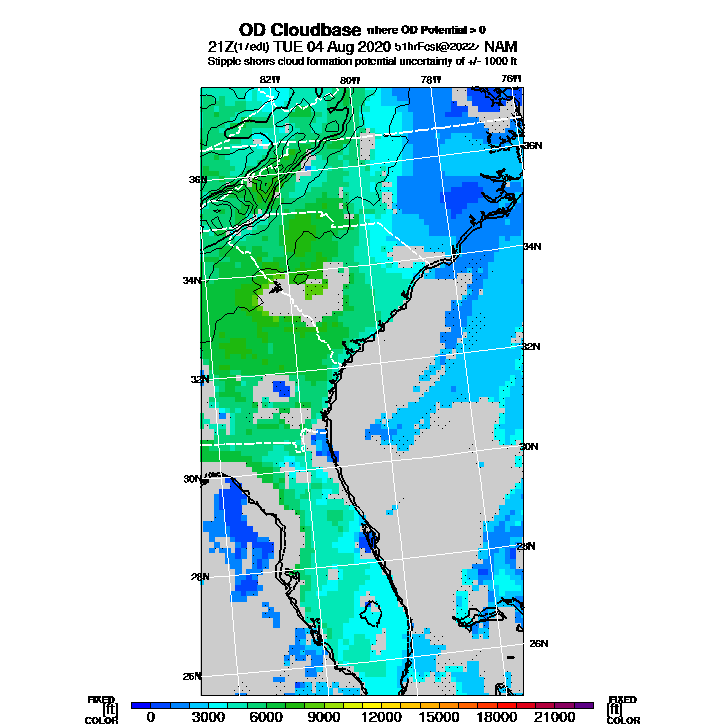 OD Cloudbase where OD Potential > 0
21Z(17edt) TUE 04 Aug 2020 51hrFcst@2022z NAM
Stipple shows cloud formation potential uncertainty of +/- 1000 ft
82W 80W 78W 76W
36N
36N
34N
34N
32N
32N
30N
30N
28N
28N
26N
26N
FIXED FIXED
[ft] [ft]
COLOR 0 3000 6000 9000 12000 15000 18000 21000 COLOR